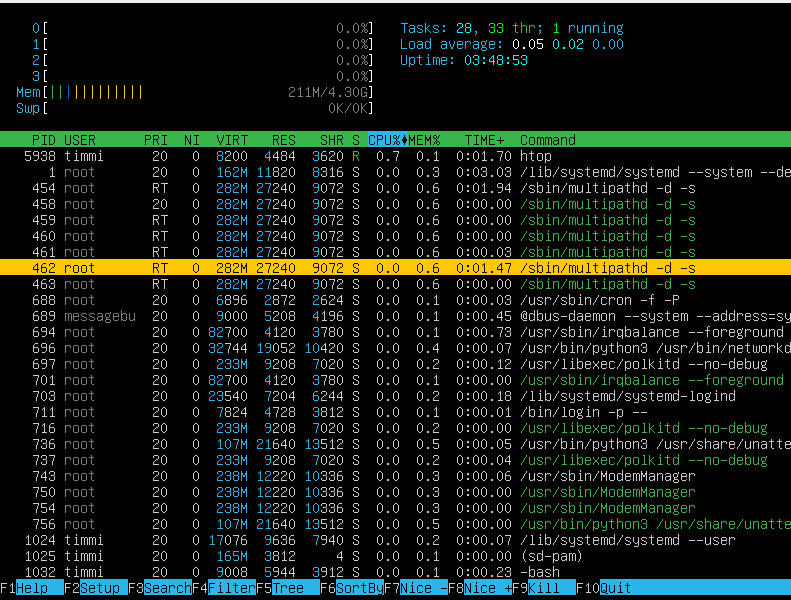 0[ 0.0%] Tasks: 28, 33 thr; 1 running
1[ 0.0%] Load average: 0.05 0.02 0.00
2[ 0.0%] Uptime: 03:48:53
3[ 0.0%]
Mem[||||||||||||| 211M/4.30G]
Swp[ 0K/0K]
PID USER PRI NI VIRT RES SHR S CPU%♦MEM% TIME+ Command
5938 timmi 20 0 8200 4484 3620 R 0.7 0.1 0:01.70 htop
1 root 20 0 162M 11820 8316 S 0.0 0.3 0:03.03 /lib/systemd/systemd --system --de
454 root RT 0 282M 27240 9072 S 0.0 0.6 0:01.94 /sbin/multipathd -d -s
458 root RT 0 282M 27240 9072 S 0.0 0.6 0:00.00 /sbin/multipathd -d -s
459 root RT 0 282M 27240 9072 S 0.0 0.6 0:00.00 /sbin/multipathd -d -s
460 root RT 0 282M 27240 9072 S 0.0 0.6 0:00.00 /sbin/multipathd -d -s
461 root RT 0 282M 27240 9072 S 0.0 0.6 0:00.03 /sbin/multipathd -d -s
462 root RT 0 282M 27240 9072 S 0.0 0.6 0:01.47 /sbin/multipathd -d -s
463 root RT 0 282M 27240 9072 S 0.0 0.6 0:00.00 /sbin/multipathd -d -s
688 root 20 0 6896 2872 2624 S 0.0 0.1 0:00.03 /usr/sbin/cron -f -P
689 messagebu 20 0 9000 5208 4196 S 0.0 0.1 0:00.45 @dbus-daemon --system --address=sy
694 root 20 0 82700 4120 3780 S 0.0 0.1 0:00.73 /usr/sbin/irqbalance --foreground
696 root 20 0 32744 19052 10420 S 0.0 0.4 0:00.07 /usr/bin/python3 /usr/bin/networkd
697 root 20 0 233M 9208 7020 S 0.0 0.2 0:00.12 /usr/libexec/polkitd --no-debug
701 root 20 0 82700 4120 3780 S 0.0 0.1 0:00.00 /usr/sbin/irqbalance --foreground
703 root 20 0 23540 7204 6244 S 0.0 0.2 0:00.18 /lib/systemd/systemd-logind
711 root 20 0 7824 4728 3812 S 0.0 0.1 0:00.01 /bin/login -p --
716 root 20 0 233M 9208 7020 S 0.0 0.2 0:00.00 /usr/libexec/polkitd --no-debug
736 root 20 0 107M 21640 13512 S 0.0 0.5 0:00.05 /usr/bin/python3 /usr/share/unatte
737 root 20 0 233M 9208 7020 S 0.0 0.2 0:00.04 /usr/libexec/polkitd --no-debug
743 root 20 0 238M 12220 10336 S 0.0 0.3 0:00.06 /usr/sbin/ModemManager
750 root 20 0 238M 12220 10336 S 0.0 0.3 0:00.00 /usr/sbin/ModemManager
754 root 20 0 238M 12220 10336 S 0.0 0.3 0:00.00 /usr/sbin/ModemManager
756 root 20 0 107M 21640 13512 S 0.0 0.5 0:00.00 /usr/bin/python3 /usr/share/unatte
1024 timmi 20 0 17076 9636 7940 S 0.0 0.2 0:00.07 /lib/systemd/systemd --user
1025 timmi 20 0 165M 3812 4 S 0.0 0.1 0:00.00 (sd-pam)
1032 timmi 20 0 9008 5944 3912 S 0.0 0.1 0:00.23 -bash
F1Help F2Setup F3SearchF4FilterF5Tree F6SortByF7Nice -F8Nice +F9Kill F10Quit